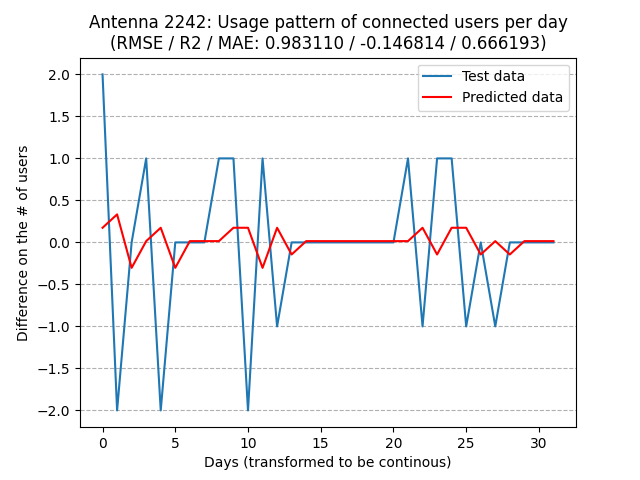 Antenna 2242: Usage pattern of connected users per day
(RMSE / R2 / MAE: 0.983110 / -0.146814 / 0.666193)
Test data
Predicted data
Difference on the # of users
2.0
1.5
1.0
0.5
0.0
−0.5
−1.0
−1.5
−2.0
0 5 10 15 20 25 30
Days (transformed to be continous)